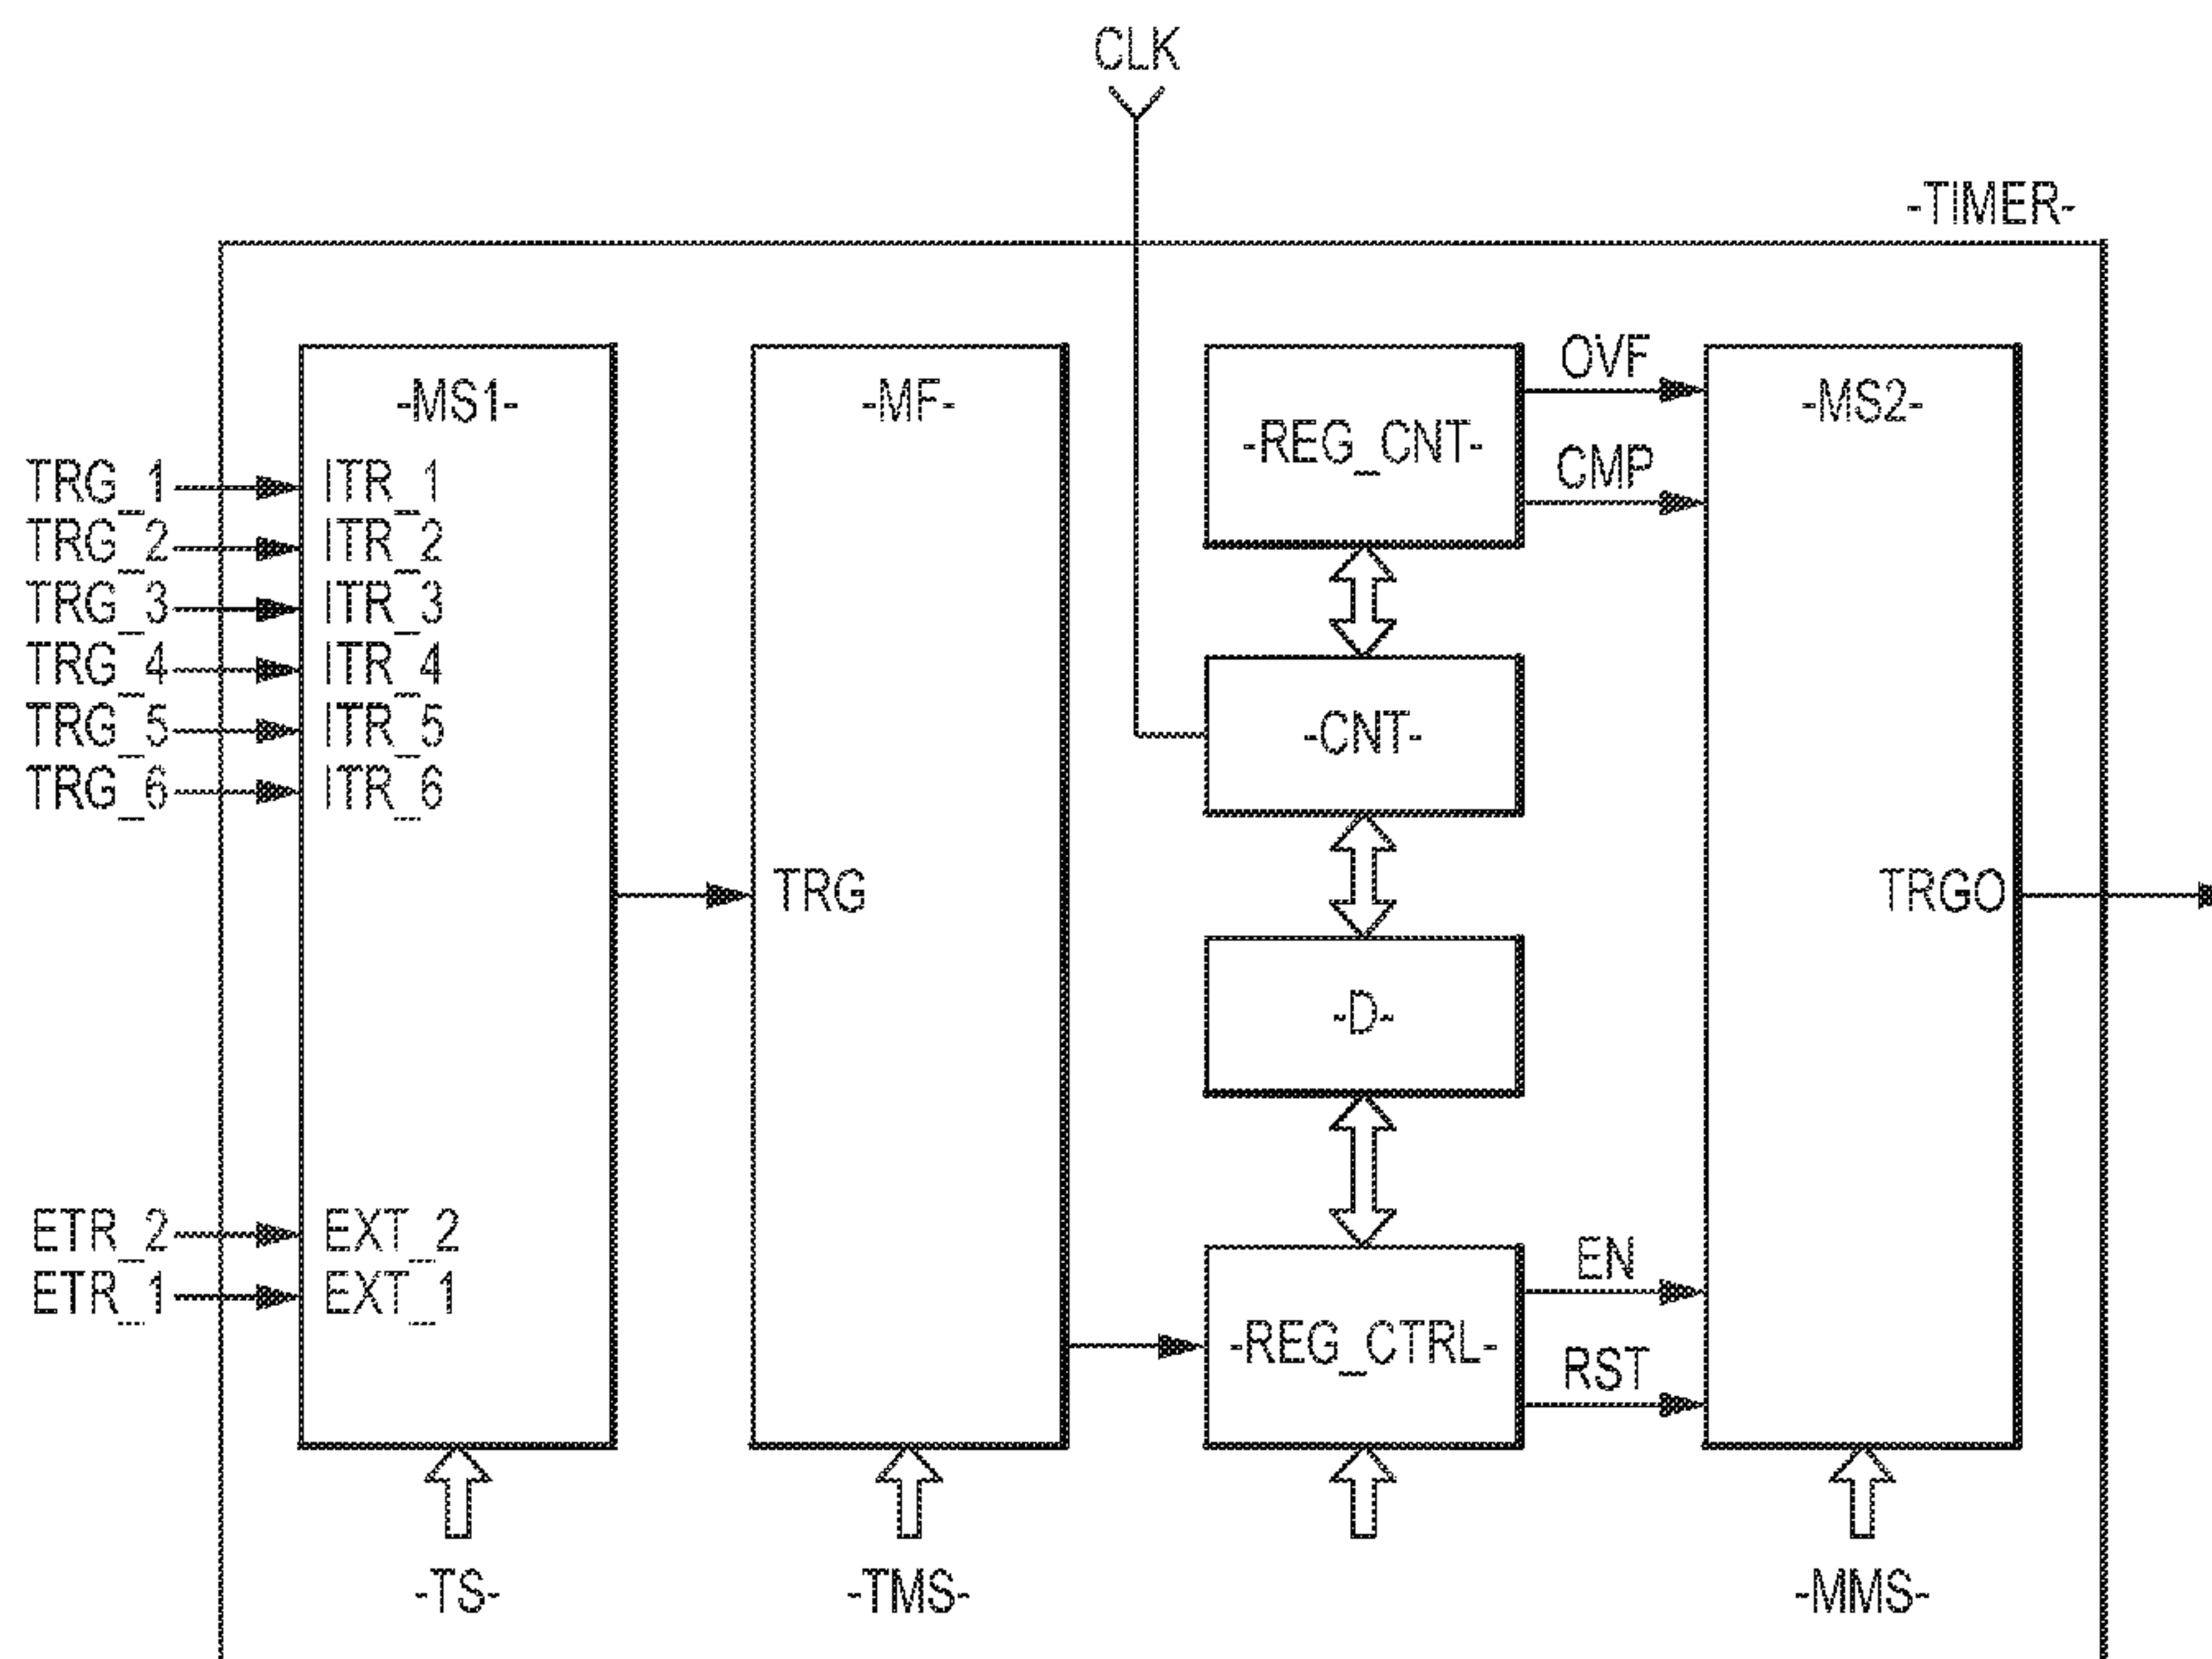 CLK
-TIMER-
-MS1-
-MF-
-REG_CNT-
OVF
CMP
-MS2-
TRG_1 ITR_1
TRG_2 ITR_2
TRG_3 ITR_3
TRG_4 ITR_4
TRG_5 ITR_5
TRG_6 ITR_6
-CNT-
TRG
TRGO
-D-
ETR_2 EXT_2
ETR_1 EXT_1
-REG_CTRL-
EN
RST
-TS-
-TMS-
-MMS-